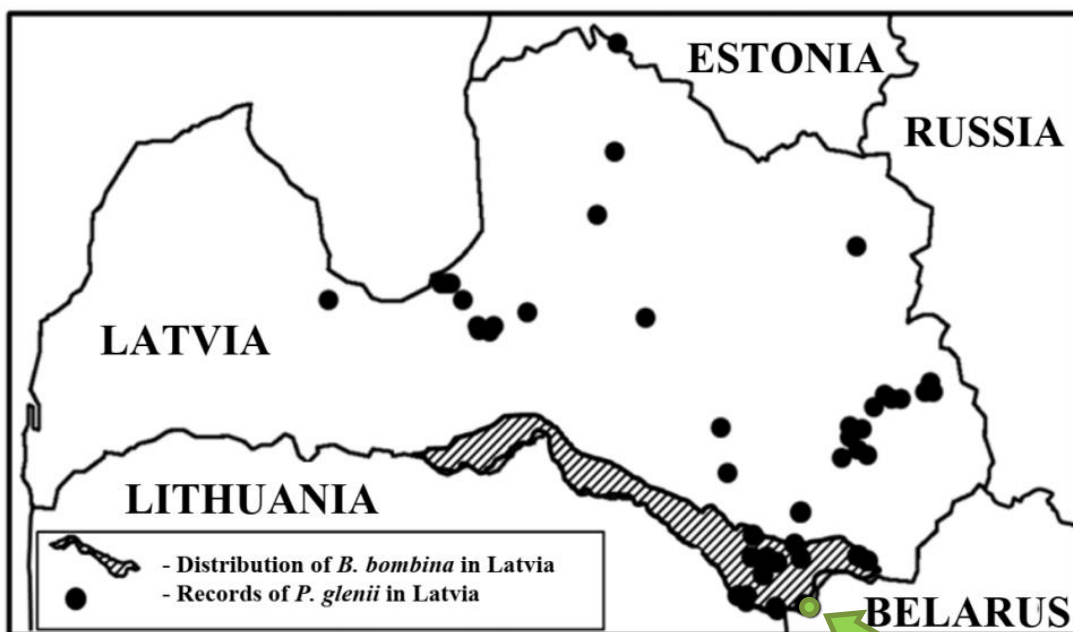 ESTONIA
RUSSIA
LATVIA
LITHUANIA
- Distribution of B. bombina in Latvia
- Records of P. glenii in Latvia
BELARUS